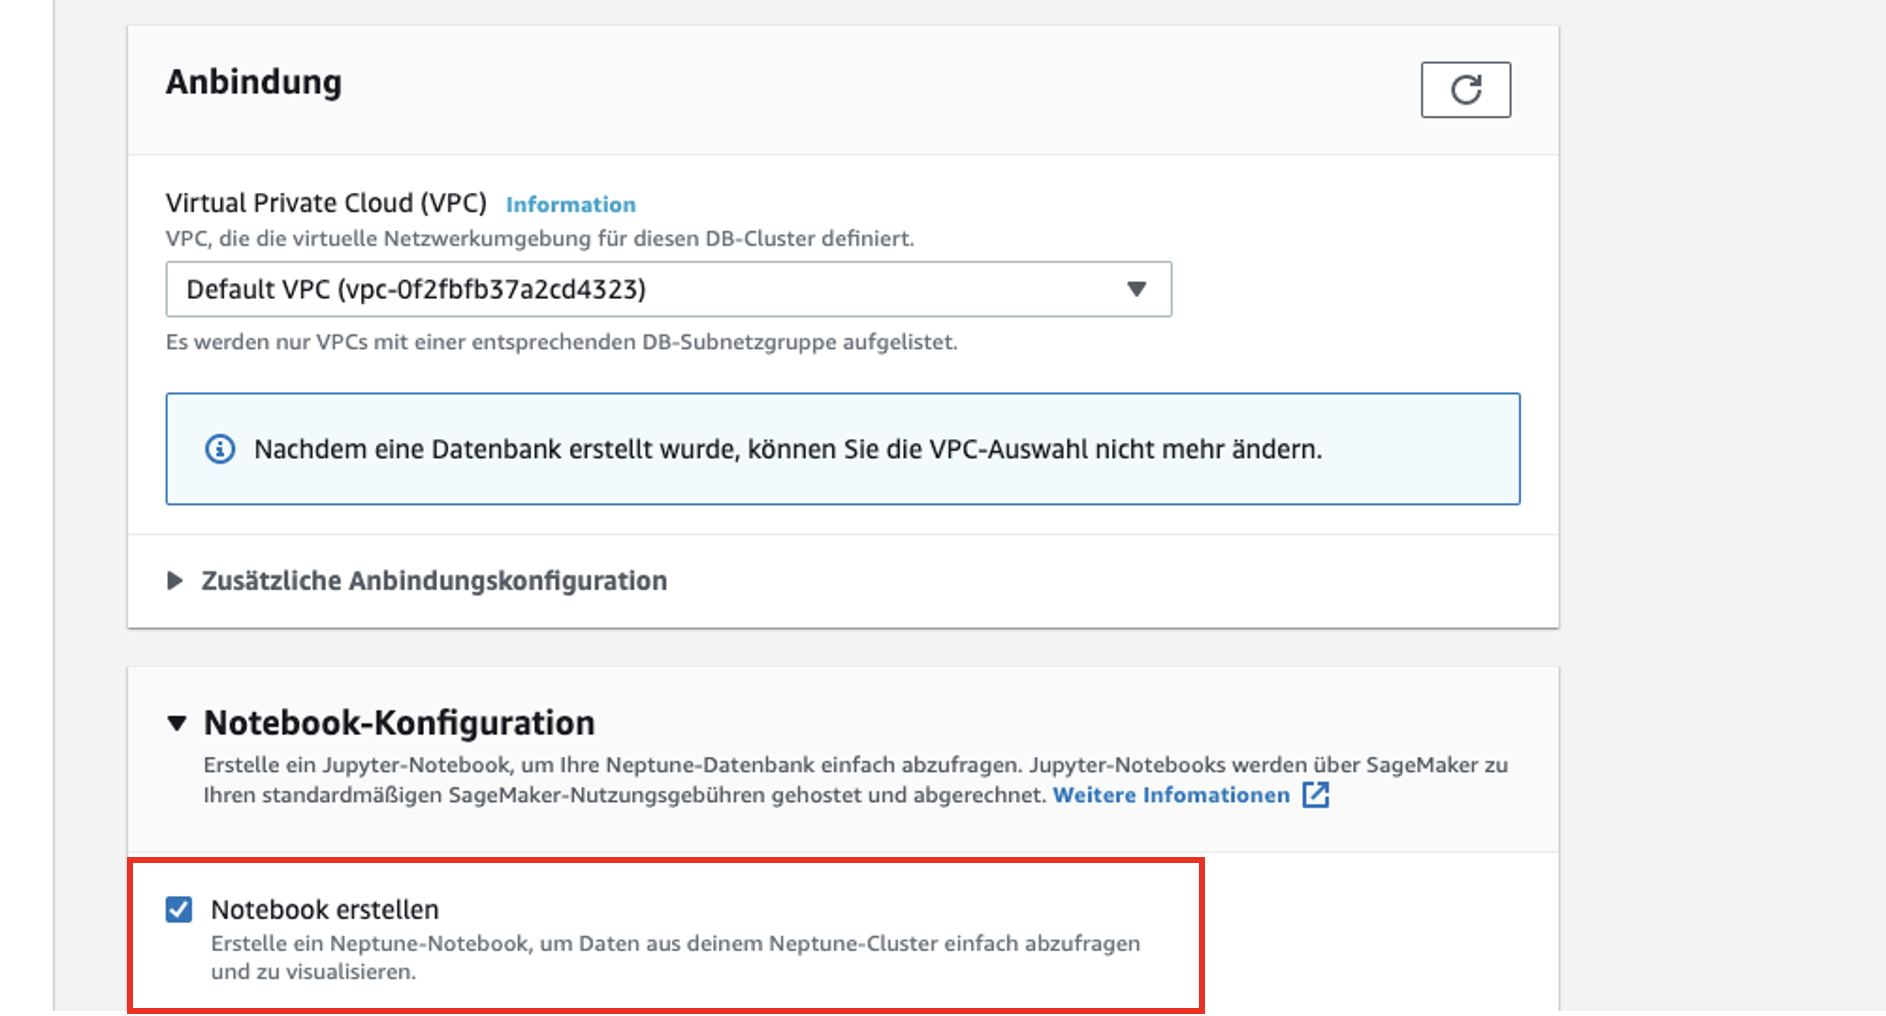 Anbindung
Virtual Private Cloud (VPC) Information
VPC, die die virtuelle Netzwerkumgebung für diesen DB-Cluster definiert.
Default VPC (vpc-0f2fbfb37a2cd4323)
Es werden nur VPCs mit einer entsprechenden DB-Subnetzgruppe aufgelistet.
Nachdem eine Datenbank erstellt wurde, können Sie die VPC-Auswahl nicht mehr ändern.
Zusätzliche Anbindungskonfiguration
Notebook-Konfiguration
Erstelle ein Jupyter-Notebook, um Ihre Neptune-Datenbank einfach abzufragen. Jupyter-Notebooks werden über SageMaker zu
Ihren standardmäßigen SageMaker-Nutzungsgebühren gehostet und abgerechnet. Weitere Infomationen
Notebook erstellen
Erstelle ein Neptune-Notebook, um Daten aus deinem Neptune-Cluster einfach abzufragen
und zu visualisieren.